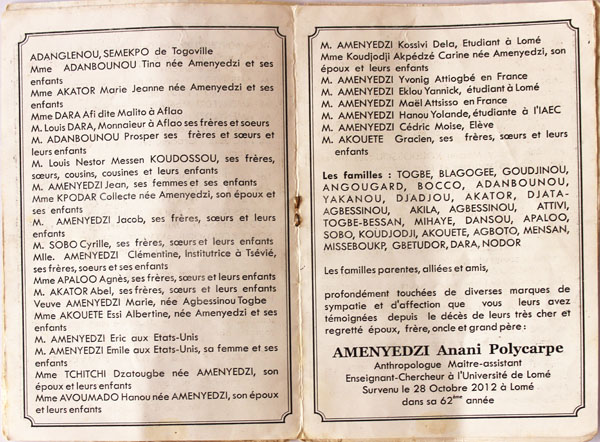 ADANGLENOU, SEMEKPO de Togoville
Mme ADANBOUNOU Tina née Amenyedzi et ses
enfants
Mme AKATOR Marie Jeanne née Amenyedzi et ses
enfants
Mme DARA Afi dite Malito à Aflao
M. Louis DARA, Monnaieur à Aflao ses frères et soeurs
M. ADANBOUNOU Prosper ses frères et sœurs et
leurs enfants
M. Louis Nestor Messen KOUDOSSOU, ses frères,
sœurs, cousins, cousines et leurs enfants
M. AMENYEDZI Jean, ses femmes et ses enfants
Mme KPODAR Collecte née Amenyedzi, son époux et
ses enfants
M. AMENYEDZI Jacob, ses frères, sœurs et leurs
enfants
M. SOBO Cyrille, ses frères, sœurs et leurs enfants
Mlle. AMENYEDZI Clémentine, Institutrice à Tsévié,
ses frères, soeurs et ses enfants
Mme APALOO Agnès, ses frères, sœurs et leurs enfants
M. AKATOR Abel, ses frères, sœurs et leurs enfants
Veuve AMENYEDZI Marie, née Agbessinou Togbe
Mme AKOUETE Essi Albertine, née Amenyedzi et ses
enfants
M. AMENYEDZI Eric aux Etats-Unis
M. AMENYEDZI Emile aux Etats-Unis, sa femme et ses
enfants
Mme TCHITCHI Dzatougbe née AMENYEDZI, son
époux et leurs enfants
Mme AVOUMADO Hanou née AMENYEDZI, son époux
et leurs enfants
M. AMENYEDZI Kossivi Dela, Etudiant à Lomé
Mme Koudjodji Akpédzé Carine née Amenyedzi, son
époux et leurs enfants
M. AMENYEDZI Yvonig Attiogbé en France
M. AMENYEDZI Eklou Yannick, étudiant à Lomé
M. AMENYEDZI Maël Attsisso en France
M. AMENYEDZI Hanou Yolande, étudiante à l'IAEC
M. AMENYEDZI Cédric Moise, Elève
M. AKOUETE Gracien, ses frères, sœurs et leurs
enfants
Les familles : TOGBE, BLAGOGEE, GOUDJINOU,
ANGOUGARD, BOCCO, ADANBOUNOU,
YAKANOU, DJADJOU, AKATOR, DJATA-
AGBESSINOU, AKILA, AGBESSINOU, ATTIVI,
TOGBE-BESSAN, MIHAYE, DANSOU, APALOO,
SOBO, KOUDJODJI, AKOUETE, AGBOTO, MENSAN,
MISSEBOUKP, GBETUDOR, DARA, NODOR
Les familles parentes, alliées et amis,
profondément touchées de diverses marques de
sympatie et d'affection que vous leurs avez
témoignées depuis le décès de leurs très cher et
regretté époux, frère, oncle et grand père :
AMENYEDZI Anani Polycarpe
Anthropologue Maître-assistant
Enseignant-Chercheur à l'Université de Lomé
Survenu le 28 Octobre 2012 à Lomé
dans sa 62ème année